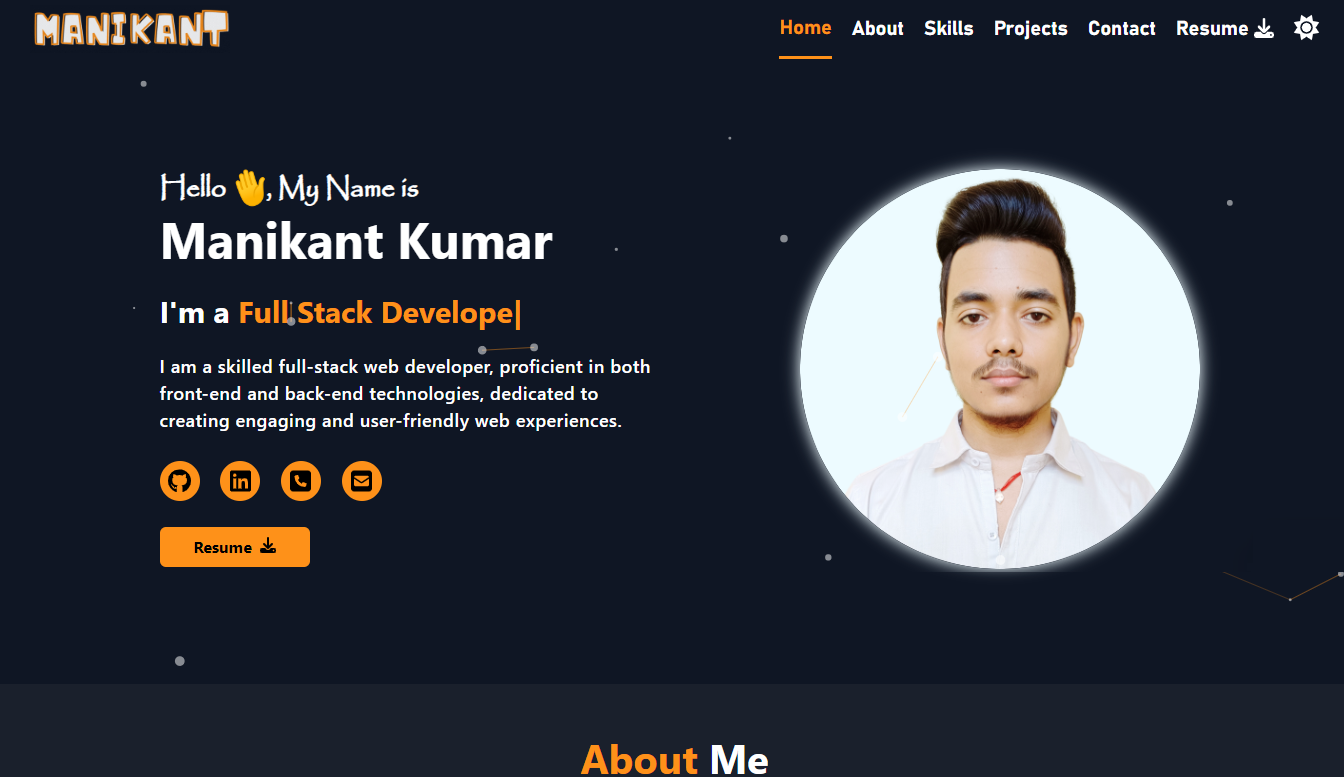 MANIKANT
Home About Skills Projects Contact Resume
Hello 👋, My Name is
Manikant Kumar
I'm a Full Stack Develope|
I am a skilled full-stack web developer, proficient in both
front-end and back-end technologies, dedicated to
creating engaging and user-friendly web experiences.
in
Resume
About Me